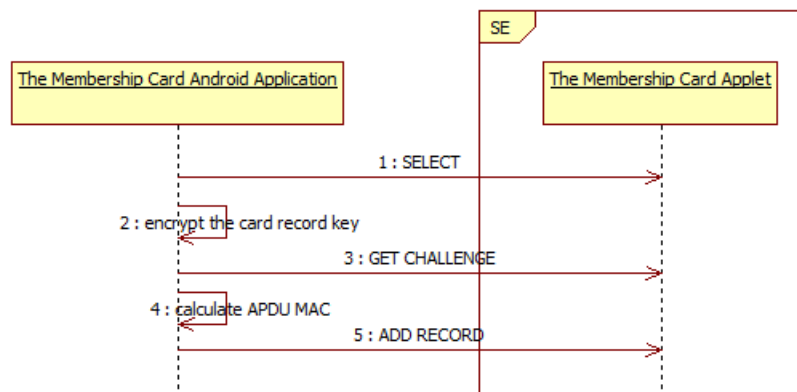 SE
The Membership Card Android Application
The Membership Card Applet
1 : SELECT
2 : encrypt the card record key
3 : GET CHALLENGE
4 : calculate APDU MAC
5 : ADD RECORD